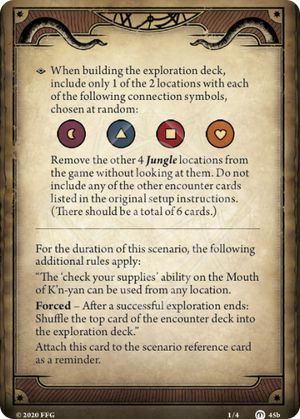 When building the exploration deck,
include only 1 of the 2 locations with each
of the following connection symbols,
chosen at random:
Remove the other 4 Jungle locations from
the game without looking at them. Do not
include any of the other encounter cards
listed in the original setup instructions.
(There should be a total of 6 cards.)
For the duration of this scenario, the following
additional rules apply:
“The ‘check your supplies’ ability on the Mouth
of K’n-yan can be used from any location.
Forced – After a successful exploration ends:
Shuffle the top card of the encounter deck into
the exploration deck.”
Attach this card to the scenario reference card
as a reminder.
© 2020 FFG 1/4 45b